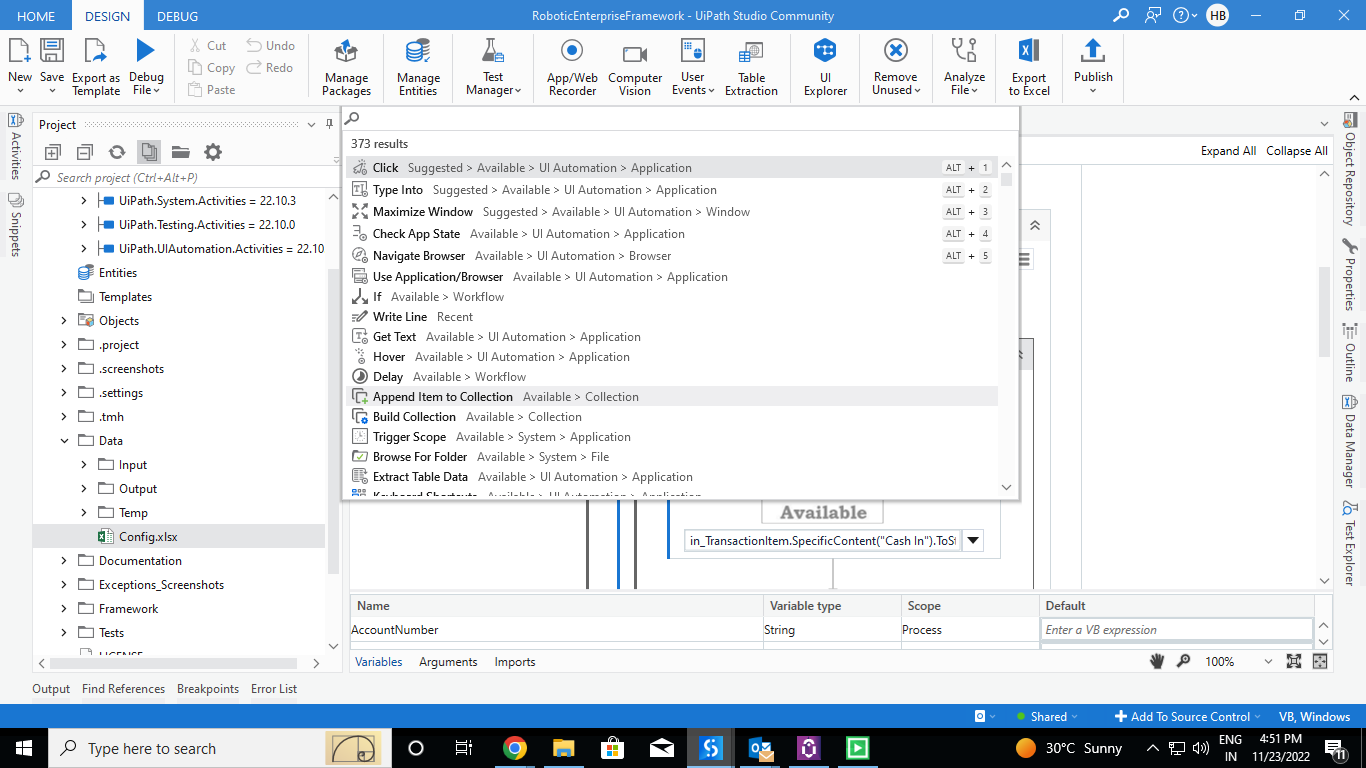 HOME DESIGN DEBUG RoboticEnterpriseFramework - UiPath Studio Community HB
New Save Export as Template Debug File Cut Copy Paste Undo Redo Manage Packages Manage Entities Test Manager App/Web Recorder Computer Vision User Events Table Extraction UI Explorer Remove Unused Analyze File Export to Excel Publish
Activities
Snippets
Project
Search project (Ctrl+Alt+P)
UiPath.System.Activities = 22.10.3
UiPath.Testing.Activities = 22.10.0
UiPath.UIAutomation.Activities = 22.10
Entities
Templates
Objects
.project
.screenshots
.settings
.tmh
Data
Input
Output
Temp
Config.xlsx
Documentation
Exceptions_Screenshots
Framework
Tests
LICENSE
373 results
Click Suggested > Available > UI Automation > Application ALT + 1
Type Into Suggested > Available > UI Automation > Application ALT + 2
Maximize Window Suggested > Available > UI Automation > Window ALT + 3
Check App State Available > UI Automation > Application ALT + 4
Navigate Browser Available > UI Automation > Browser ALT + 5
Use Application/Browser Available > UI Automation > Application
If Available > Workflow
Write Line Recent
Get Text Available > UI Automation > Application
Hover Available > UI Automation > Application
Delay Available > Workflow
Append Item to Collection Available > Collection
Build Collection Available > Collection
Trigger Scope Available > System > Application
Browse For Folder Available > System > File
Extract Table Data Available > UI Automation > Application
Keyboard Shortcuts Available > UI Automation > Application
Expand All Collapse All
Available
in_TransactionItem.SpecificContent("Cash In").ToSt
Name Variable type Scope Default
AccountNumber String Process Enter a VB expression
Variables Arguments Imports 100%
Object Repository
Properties
Outline
Data Manager
Test Explorer
Output Find References Breakpoints Error List
Shared Add To Source Control VB, Windows
Type here to search 30°C Sunny ENG IN 4:51 PM 11/23/2022 11